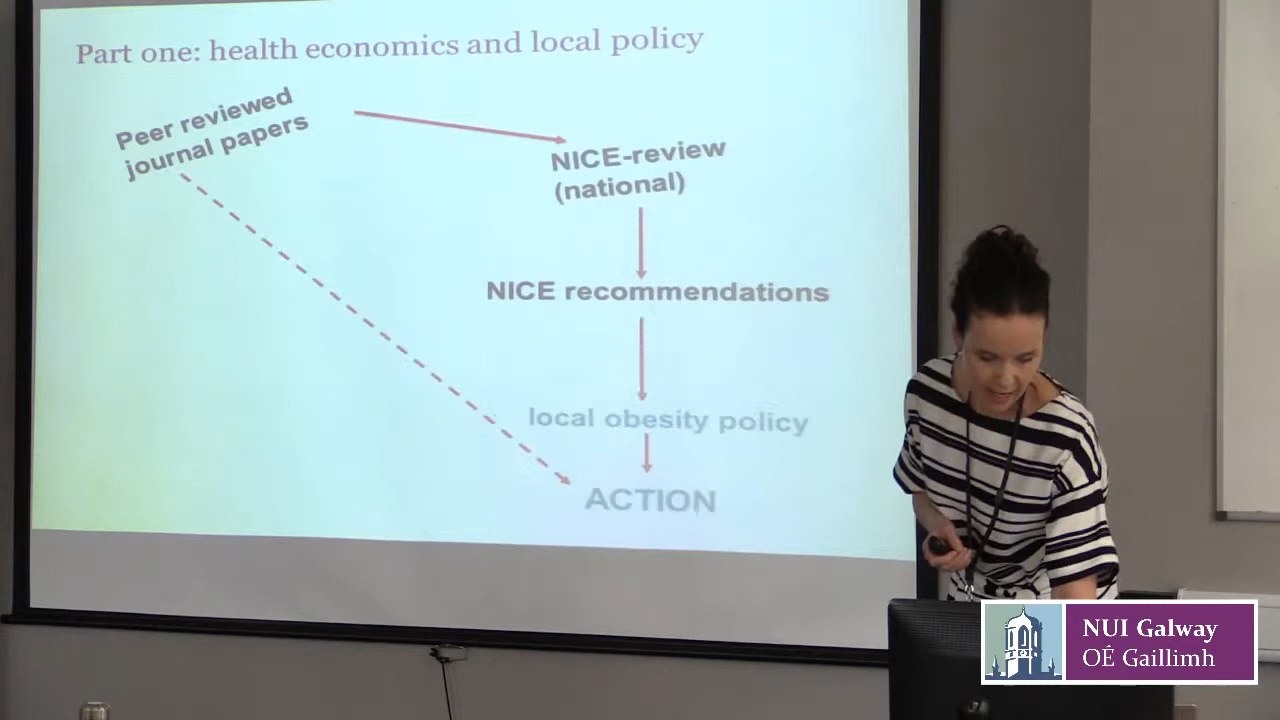 Part one: health economics and local policy
Peer reviewed
journal papers
NICE-review
(national)
NICE recommendations
local obesity policy
ACTION
NUI Galway
OÉ Gaillimh